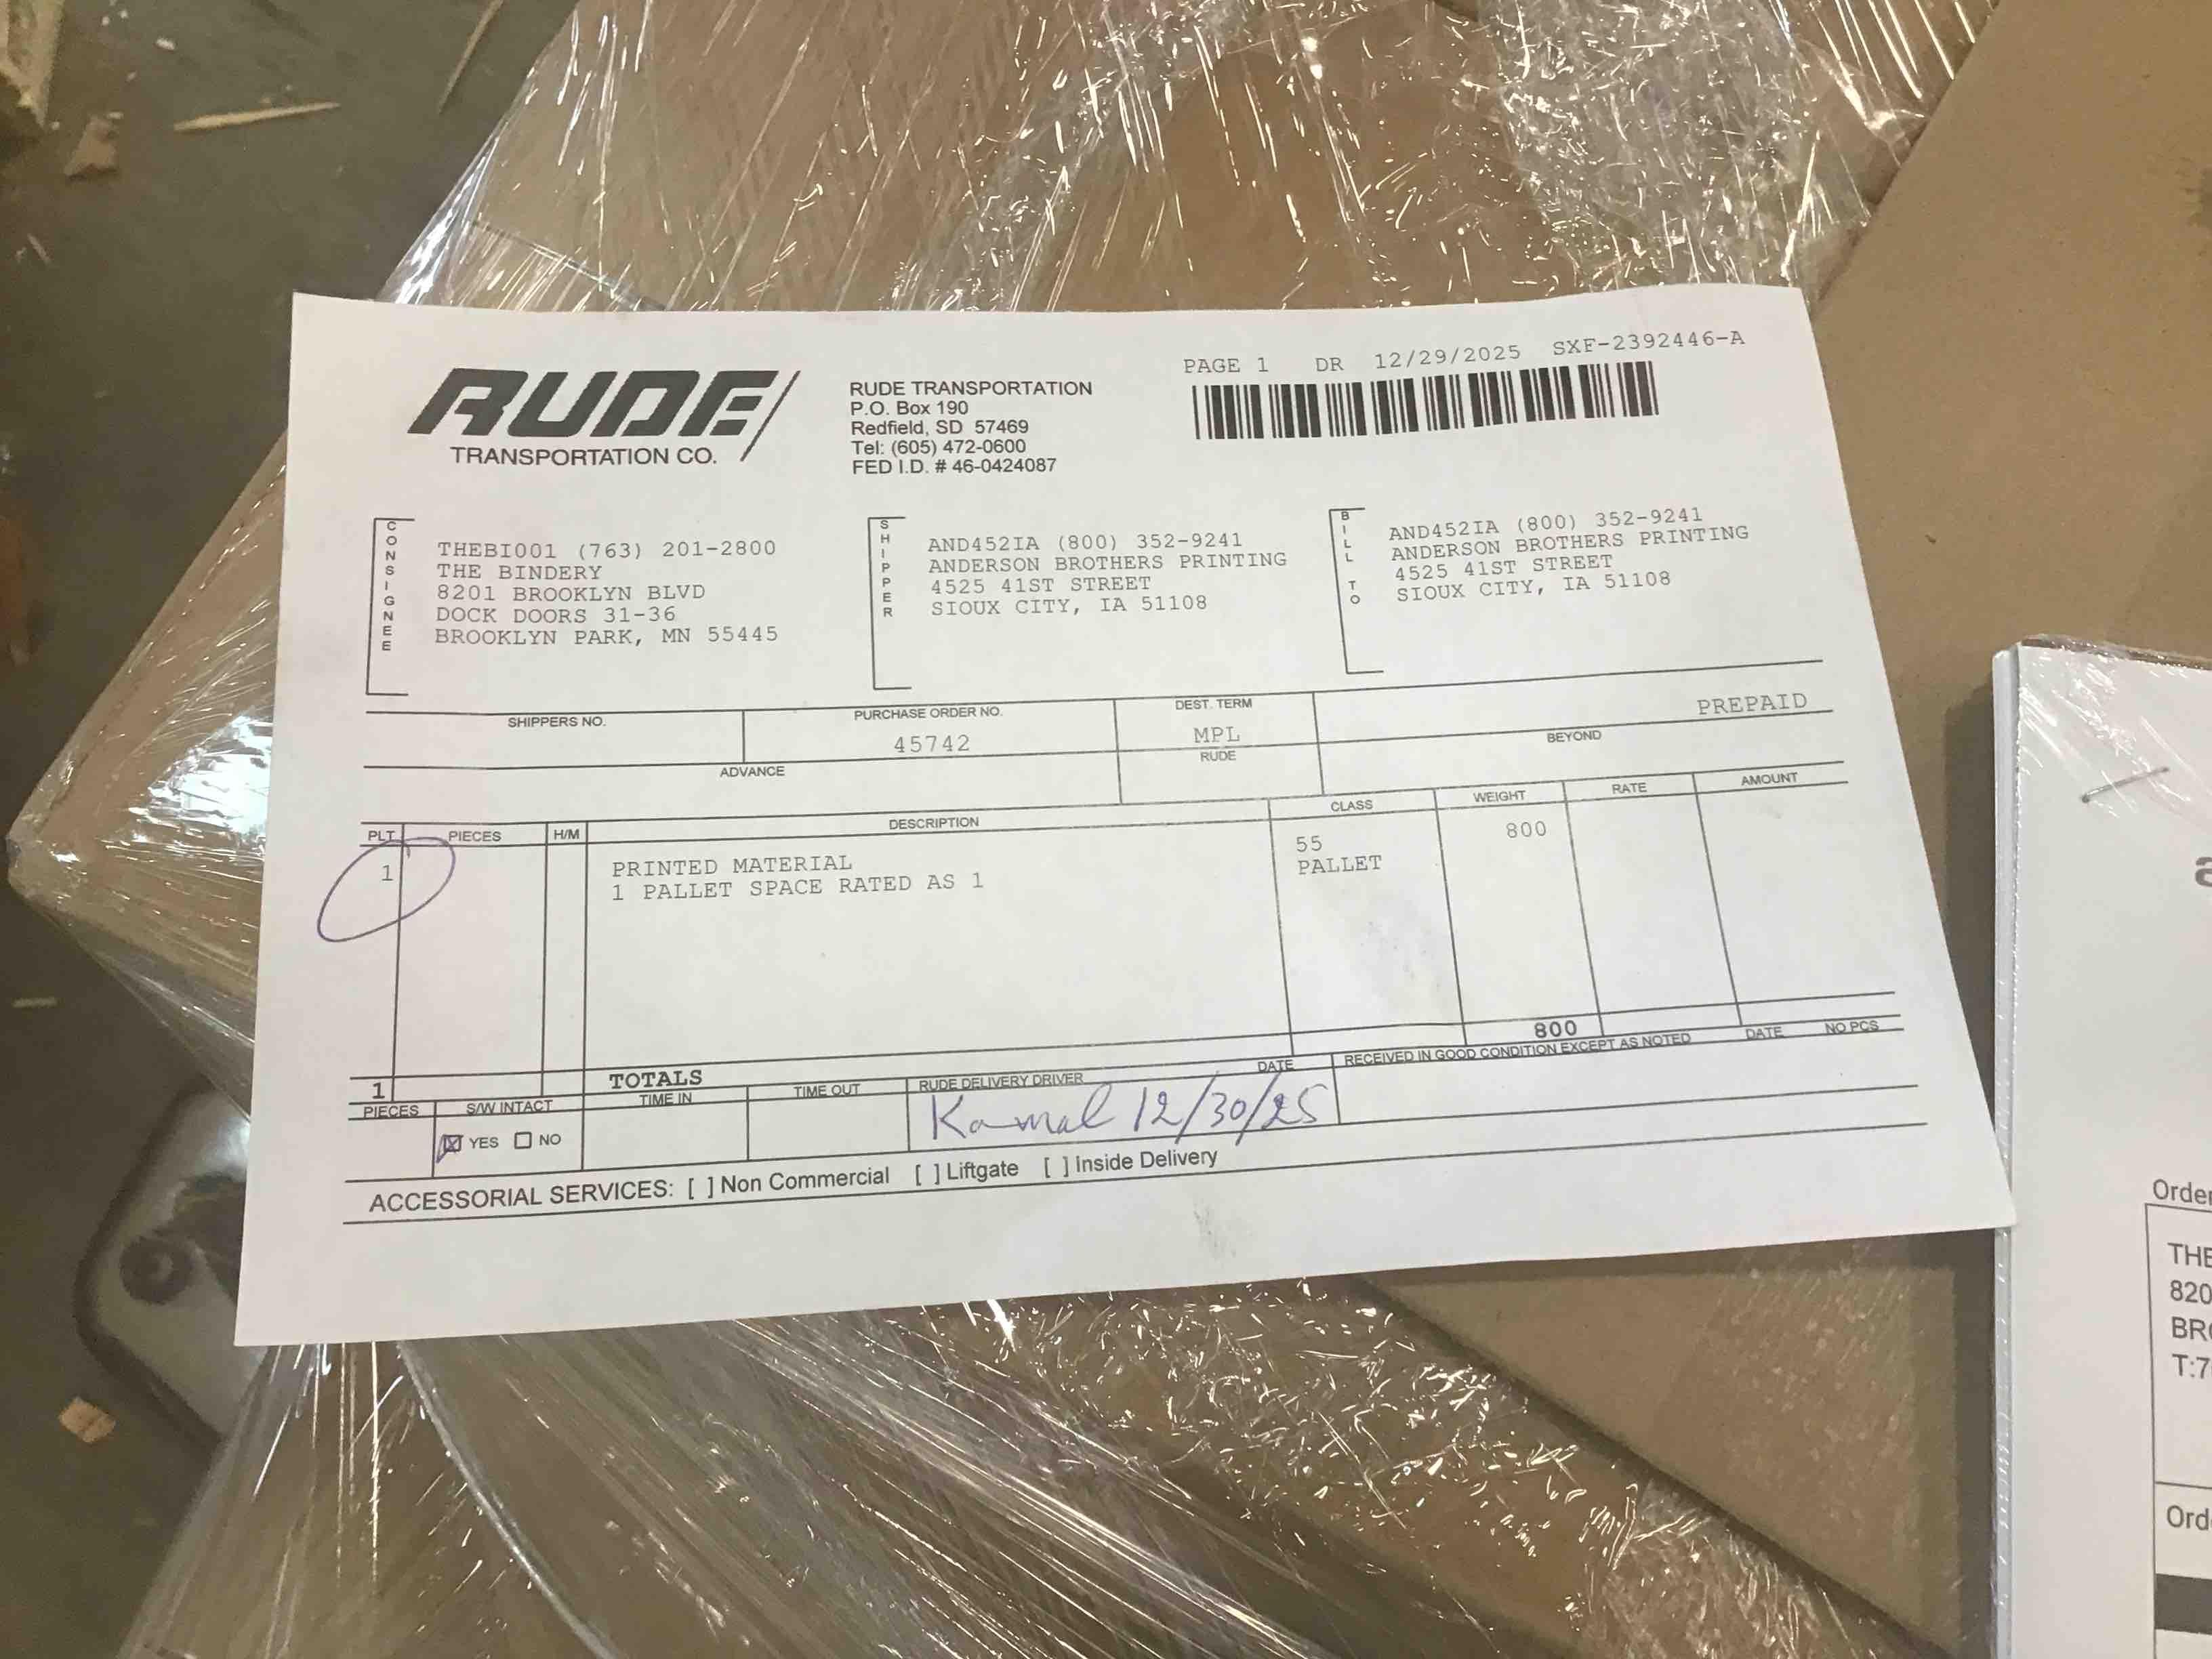 RUDE
TRANSPORTATION CO.
RUDE TRANSPORTATION
P.O. Box 190
Redfield, SD 57469
Tel: (605) 472-0600
FED I.D. # 46-0424087
PAGE 1 DR 12/29/2025 SXF-2392446-A
CONSIGNEE
THEBI001 (763) 201-2800
THE BINDERY
8201 BROOKLYN BLVD
DOCK DOORS 31-36
BROOKLYN PARK, MN 55445
SHIPPER
AND452IA (800) 352-9241
ANDERSON BROTHERS PRINTING
4525 41ST STREET
SIOUX CITY, IA 51108
BILL TO
AND452IA (800) 352-9241
ANDERSON BROTHERS PRINTING
4525 41ST STREET
SIOUX CITY, IA 51108
SHIPPERS NO.
PURCHASE ORDER NO.
45742
DEST. TERM
MPL
RUDE
PREPAID
BEYOND
ADVANCE
PLT PIECES H/M DESCRIPTION CLASS WEIGHT RATE AMOUNT
1 PRINTED MATERIAL 55 800
1 PALLET SPACE RATED AS 1 PALLET
1 TOTALS 800
PIECES
S/W INTACT
YES NO
TIME IN
TIME OUT
RUDE DELIVERY DRIVER DATE
Kamal 12/30/25
RECEIVED IN GOOD CONDITION EXCEPT AS NOTED DATE NO PCS
ACCESSORIAL SERVICES: [ ] Non Commercial [ ] Liftgate [ ] Inside Delivery
a
Order
THE
820
BRO
T:7
Orde